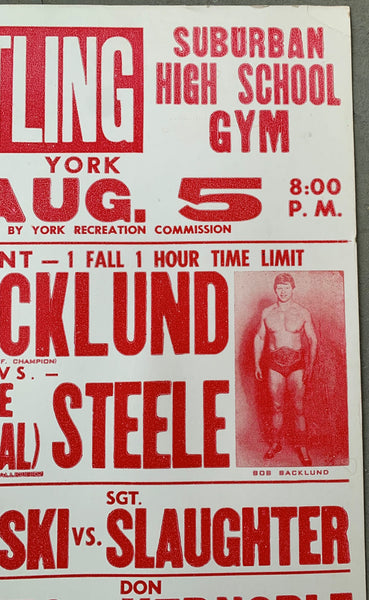 TLING
SUBURBAN
HIGH SCHOOL
GYM
YORK
AUG. 5 8:00
P. M.
BY YORK RECREATION COMMISSION
NT — 1 FALL 1 HOUR TIME LIMIT
CKLUND
F. CHAMPION)
VS. —
E
AL) STEELE
BOB BACKLUND
SGT.
SKI VS. SLAUGHTER
DON